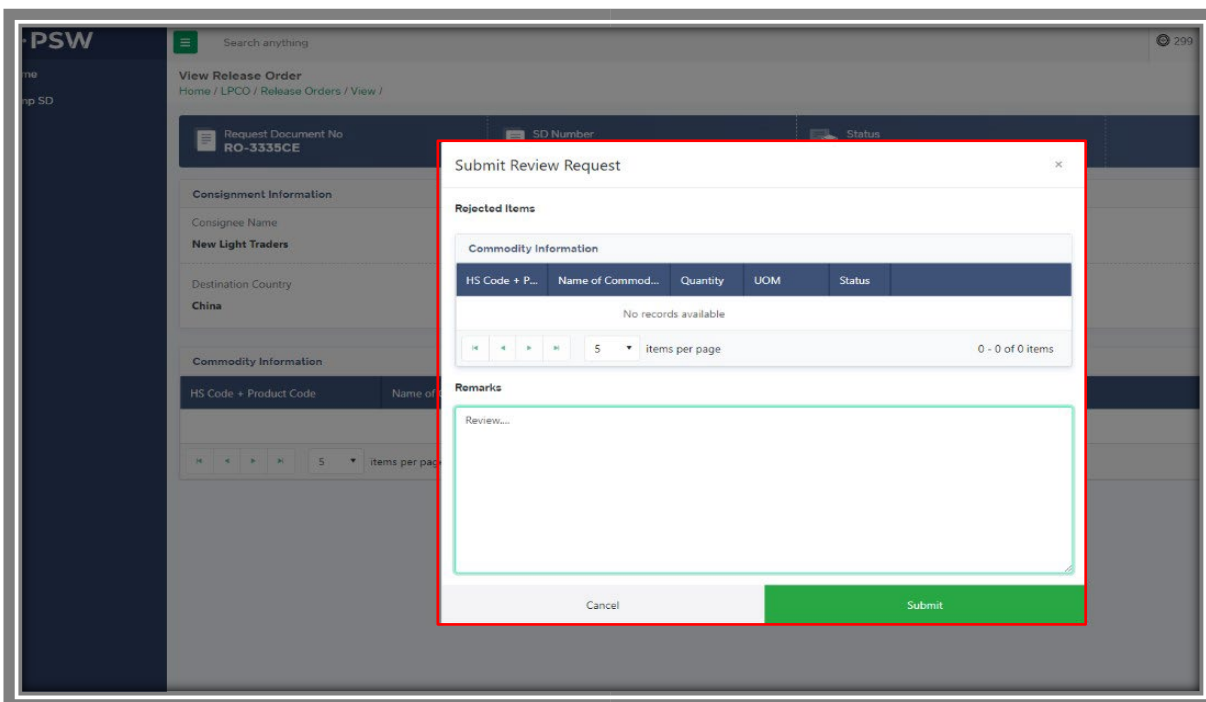 PSW
Search anything
299
me
mp SD
View Release Order
Home / LPCO / Release Orders / View /
Request Document No
RO-3335CE
SD Number
Status
Consignment Information
Consignee Name
New Light Traders
Destination Country
China
Commodity Information
HS Code + Product Code
Name of
5
items per pag
Submit Review Request
×
Rejected Items
Commodity Information
HS Code + P...
Name of Commod...
Quantity
UOM
Status
No records available
5
items per page
0 - 0 of 0 items
Remarks
Review....
Cancel
Submit